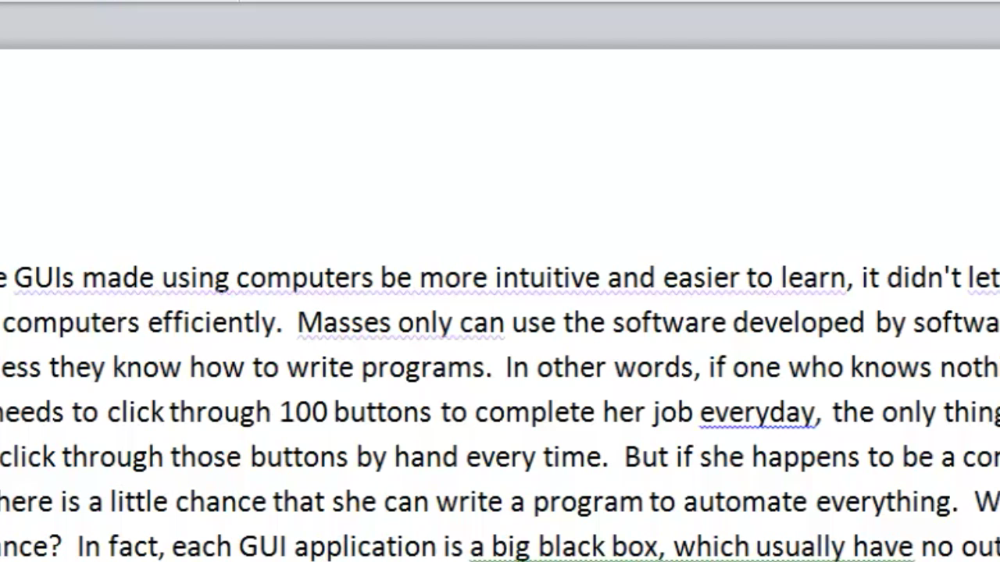 e GUIs made using computers be more intuitive and easier to learn, it didn't let
computers efficiently.  Masses only can use the software developed by softwa
ess they know how to write programs.  In other words, if one who knows noth
needs to click through 100 buttons to complete her job everyday, the only thing
click through those buttons by hand every time.  But if she happens to be a con
here is a little chance that she can write a program to automate everything.  W
ance?  In fact, each GUI application is a big black box, which usually have no out